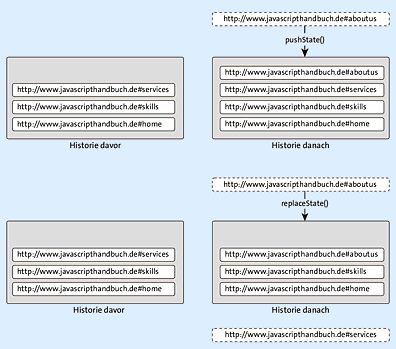 http://www.javascripthandbuch.de#aboutus
pushState()
http://www.javascripthandbuch.de#services
http://www.javascripthandbuch.de#skills
http://www.javascripthandbuch.de#home
Historie davor
http://www.javascripthandbuch.de#aboutus
http://www.javascripthandbuch.de#services
http://www.javascripthandbuch.de#skills
http://www.javascripthandbuch.de#home
Historie danach
http://www.javascripthandbuch.de#aboutus
replaceState()
http://www.javascripthandbuch.de#services
http://www.javascripthandbuch.de#skills
http://www.javascripthandbuch.de#home
Historie davor
http://www.javascripthandbuch.de#aboutus
http://www.javascripthandbuch.de#skills
http://www.javascripthandbuch.de#home
Historie danach
http://www.javascripthandbuch.de#services